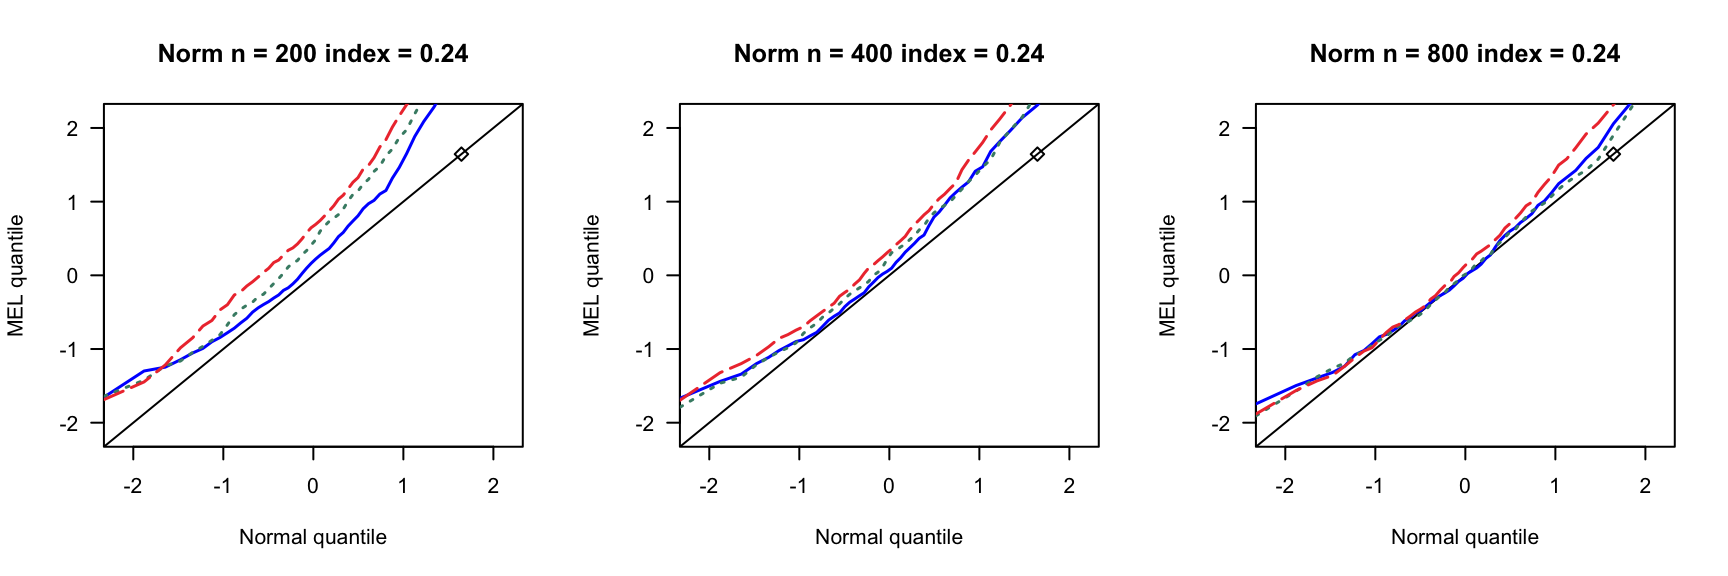 Norm n = 200 index = 0.24
MEL quantile
2
1
0
-1
-2
-2 -1 0 1 2
Normal quantile
Norm n = 400 index = 0.24
MEL quantile
2
1
0
-1
-2
-2 -1 0 1 2
Normal quantile
Norm n = 800 index = 0.24
MEL quantile
2
1
0
-1
-2
-2 -1 0 1 2
Normal quantile